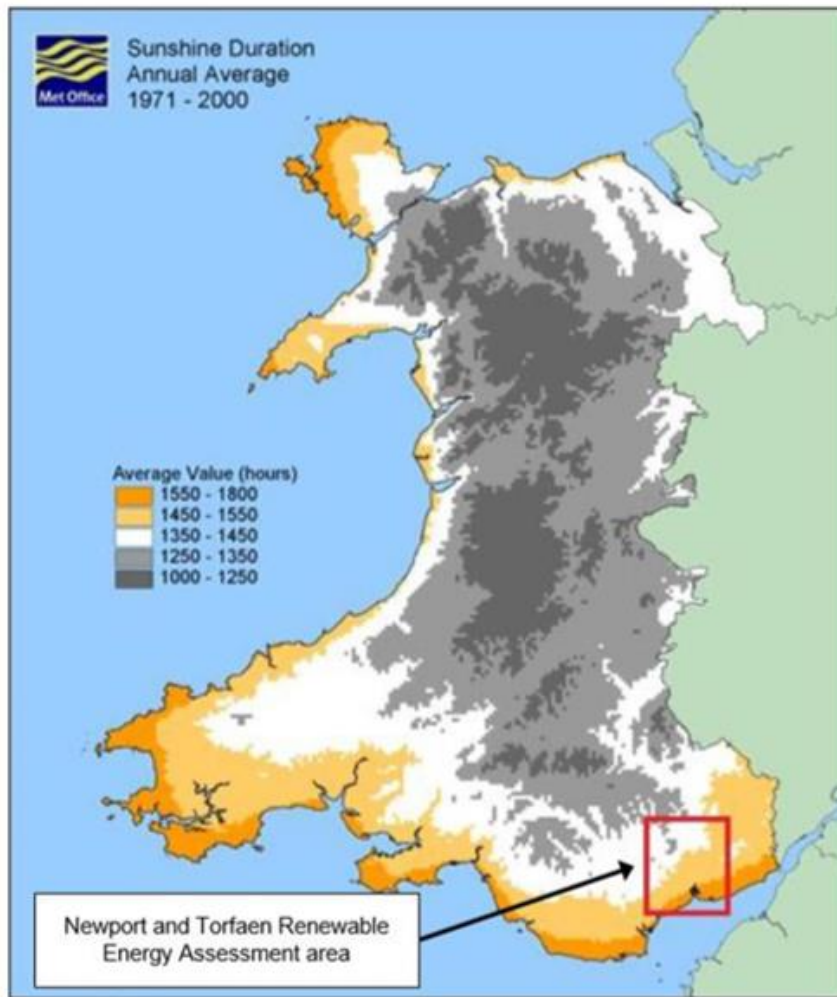 Met Office
Sunshine Duration
Annual Average
1971 - 2000
Average Value (hours)
1550 - 1800
1450 - 1550
1350 - 1450
1250 - 1350
1000 - 1250
Newport and Torfaen Renewable
Energy Assessment area